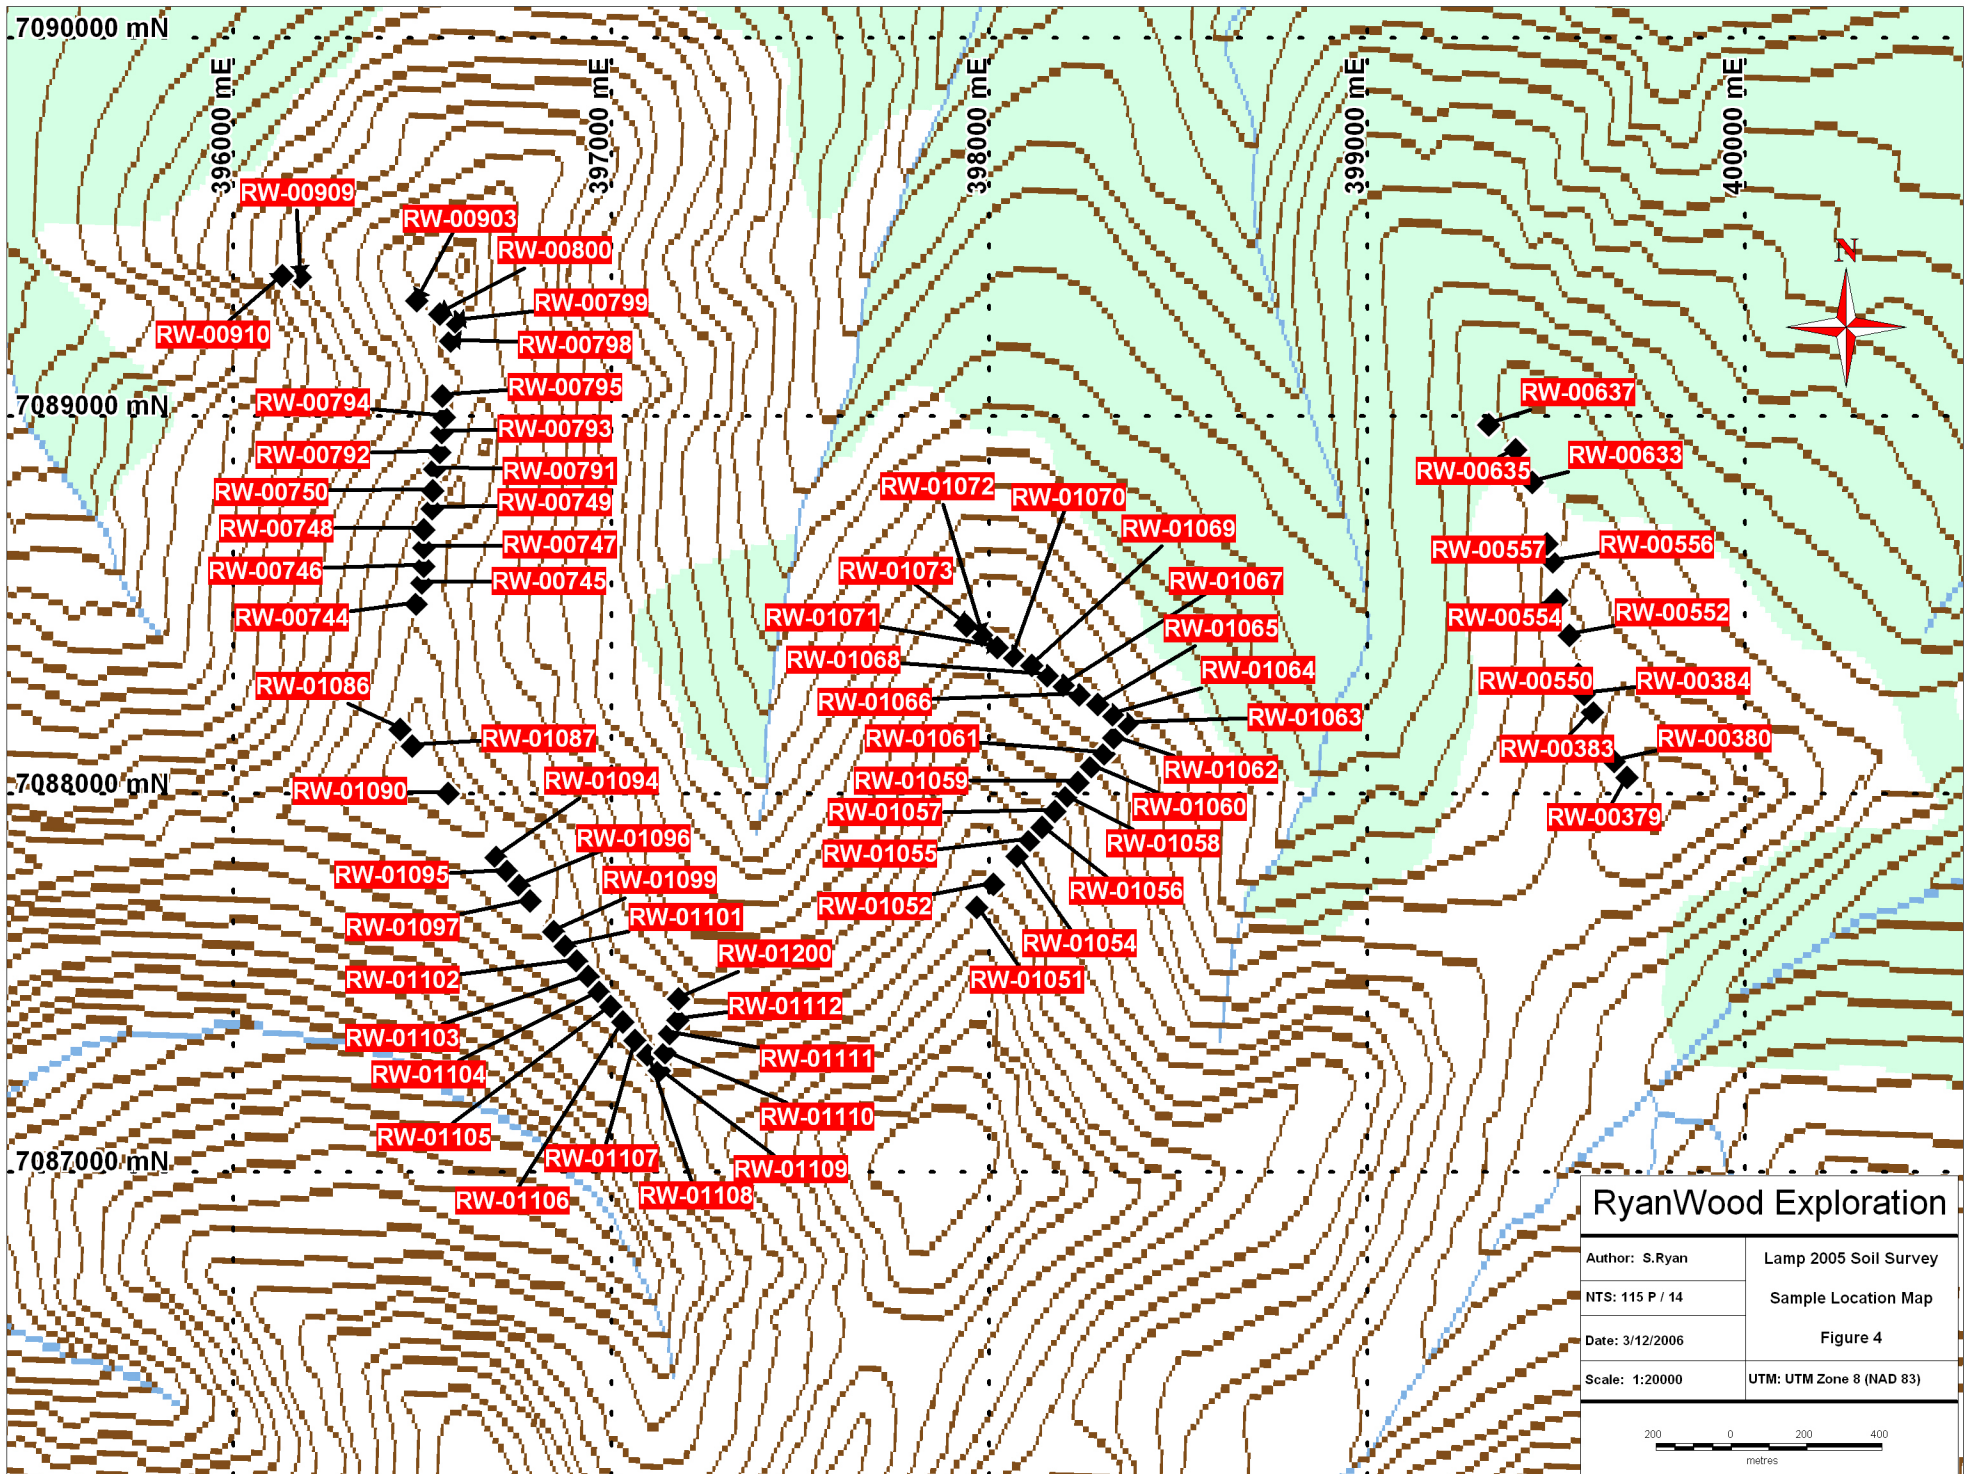 7090000 mN
396000 mE
397000 mE
398000 mE
399000 mE
400000 mE
RW-00909
RW-00903
RW-00800
N
RW-00799
RW-00910
RW-00798
RW-00795
RW-00637
RW-00794
7089000 mN
RW-00793
RW-00792
RW-00633
RW-00791
RW-00635
RW-01072
RW-00750
RW-01070
RW-00749
RW-00748
RW-01069
RW-00747
RW-00556
RW-00557
RW-00746
RW-01073
RW-00745
RW-01067
RW-00552
RW-00744
RW-01071
RW-00554
RW-01065
RW-01068
RW-01064
RW-00550
RW-00384
RW-01086
RW-01066
RW-01063
RW-01087
RW-01061
RW-00380
RW-00383
RW-01062
RW-01094
RW-01059
7088000 mN
RW-01090
RW-01060
RW-01057
RW-00379
RW-01096
RW-01058
RW-01055
RW-01095
RW-01099
RW-01056
RW-01052
RW-01101
RW-01097
RW-01054
RW-01200
RW-01102
RW-01051
RW-01112
RW-01103
RW-01111
RW-01104
RW-01110
RW-01105
RW-01107
7087000 mN
RW-01109
RW-01106
RW-01108
RyanWood Exploration
Author: S.Ryan
Lamp 2005 Soil Survey
NTS: 115 P / 14
Sample Location Map
Date: 3/12/2006
Figure 4
Scale: 1:20000
UTM: UTM Zone 8 (NAD 83)
200 0 200 400
metres